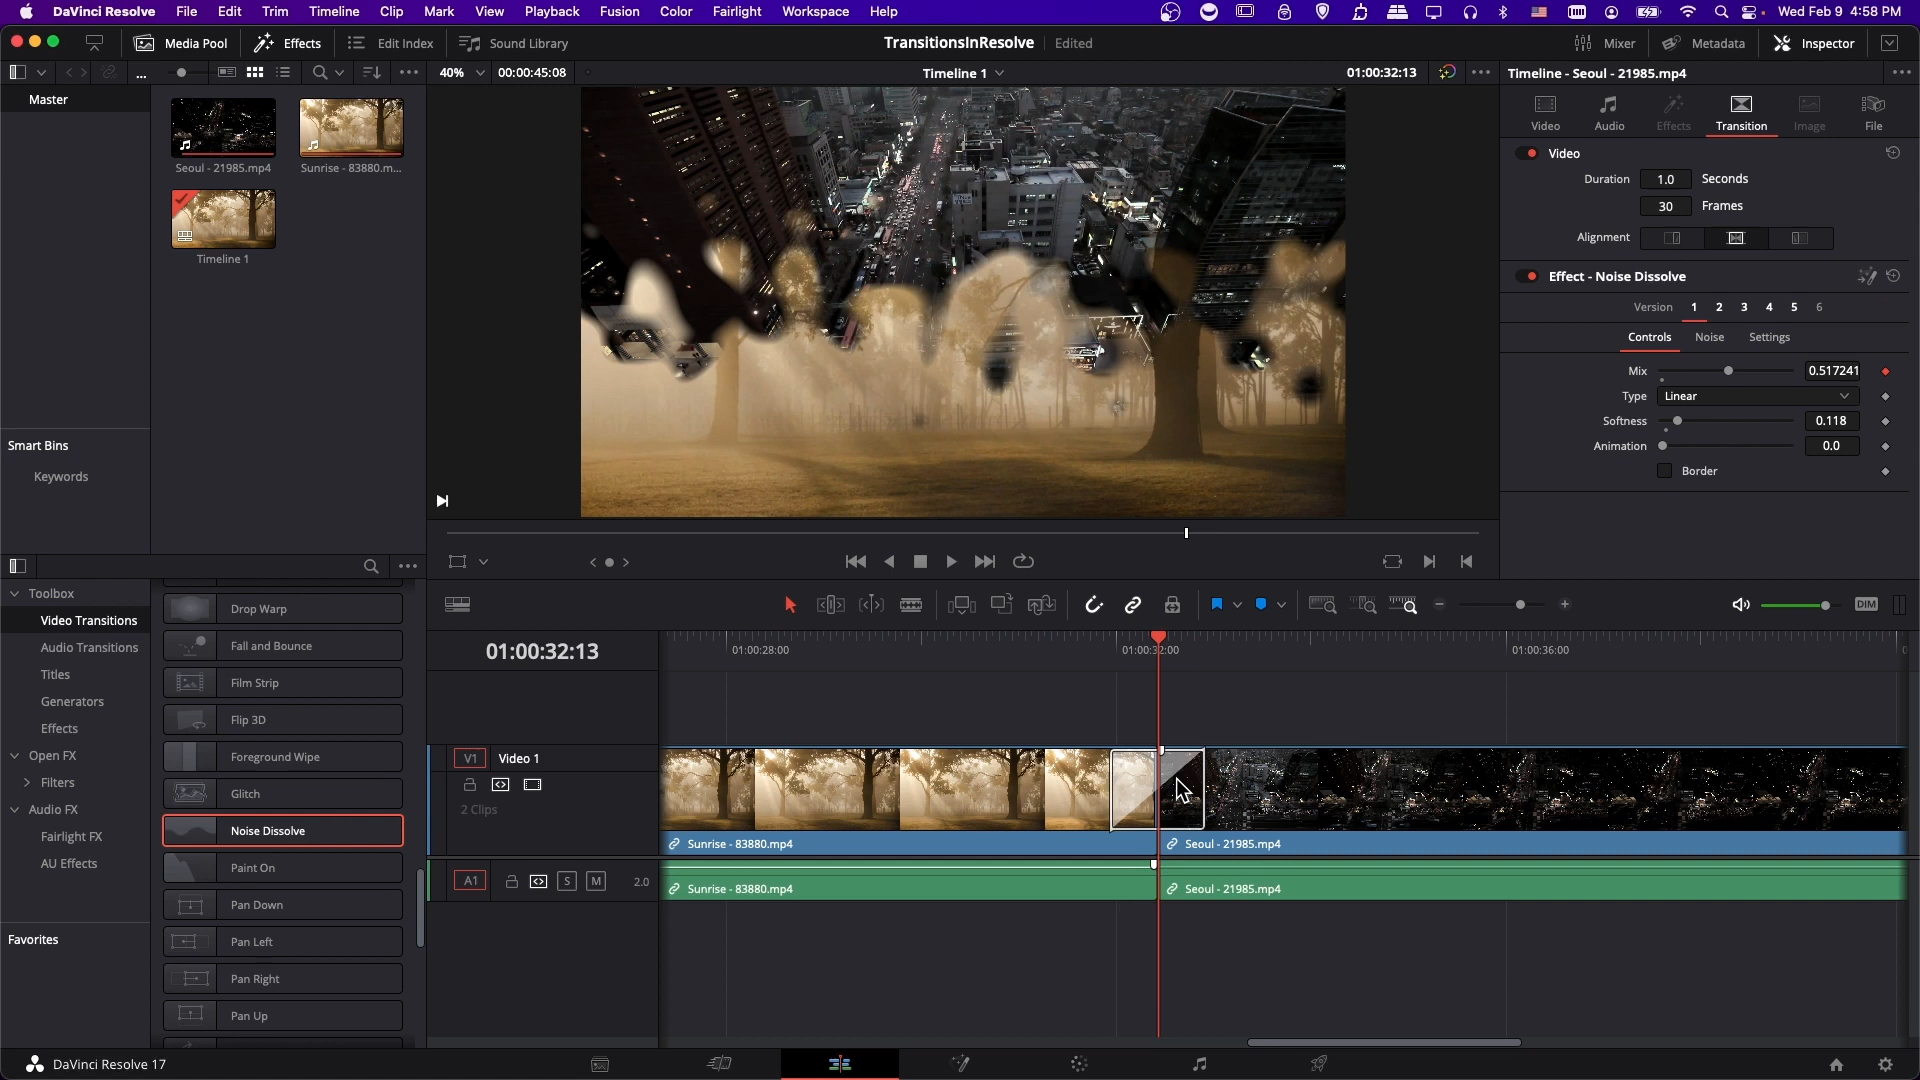 DaVinci Resolve File Edit Trim Timeline Clip Mark View Playback Fusion Color Fairlight Workspace Help Wed Feb 9 4:58 PM
Media Pool Effects Edit Index Sound Library TransitionsInResolve Edited Mixer Metadata Inspector
... 40% 00:00:45:08 Timeline 1 01:00:32:13 Timeline - Seoul - 21985.mp4
Master
Seoul - 21985.mp4 Sunrise - 83880.m...
Timeline 1
Smart Bins
Keywords
Video Audio Effects Transition Image File
Video
Duration 1.0 Seconds
30 Frames
Alignment
Effect - Noise Dissolve
Version 1 2 3 4 5 6
Controls Noise Settings
Mix 0.517241
Type Linear
Softness 0.118
Animation 0.0
Border
Toolbox
Video Transitions
Audio Transitions
Titles
Generators
Effects
Open FX
Filters
Audio FX
Fairlight FX
AU Effects
Favorites
Drop Warp
Fall and Bounce
Film Strip
Flip 3D
Foreground Wipe
Glitch
Noise Dissolve
Paint On
Pan Down
Pan Left
Pan Right
Pan Up
DIM
01:00:32:13 01:00:28:00 01:00:32:00 01:00:36:00
V1 Video 1
2 Clips
Sunrise - 83880.mp4 Seoul - 21985.mp4
A1 S M 2.0
Sunrise - 83880.mp4 Seoul - 21985.mp4
DaVinci Resolve 17